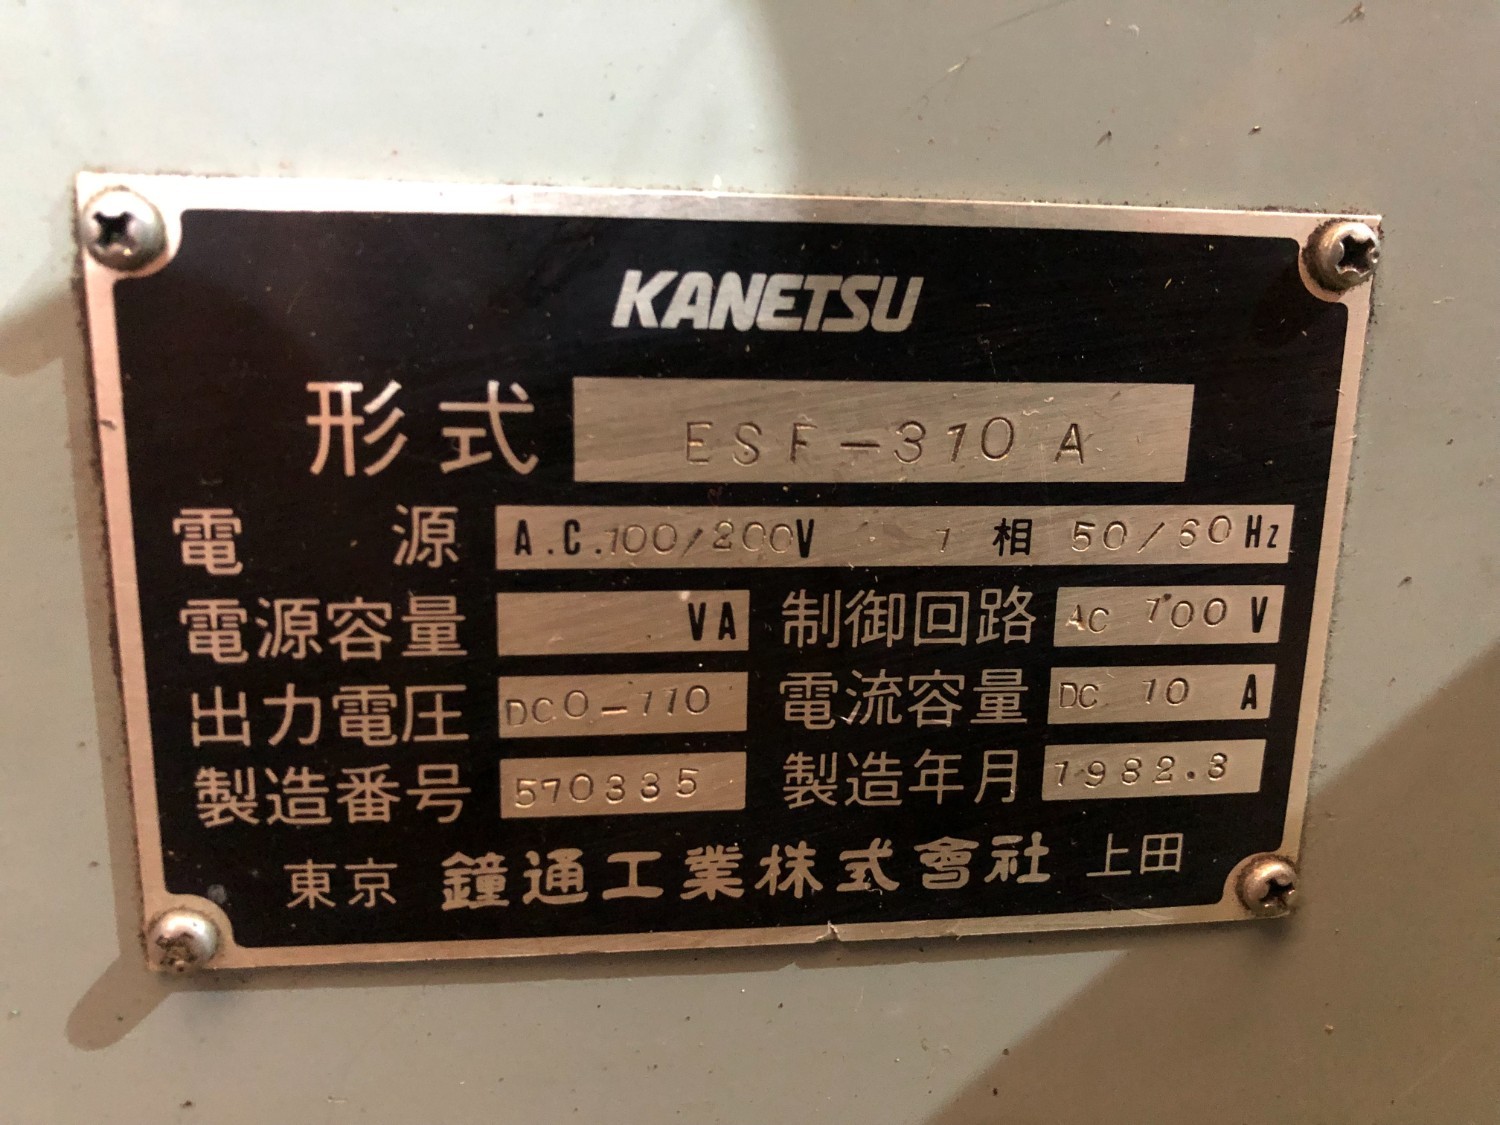 KANETSU
形式 ESF-310A
電源 A.C.100/200V 1相 50/60Hz
電源容量 VA 制御回路 AC 100V
出力電圧 DC0-110 電流容量 DC 10 A
製造番号 570335 製造年月 1982.3
東京 鐘通工業株式會社 上田